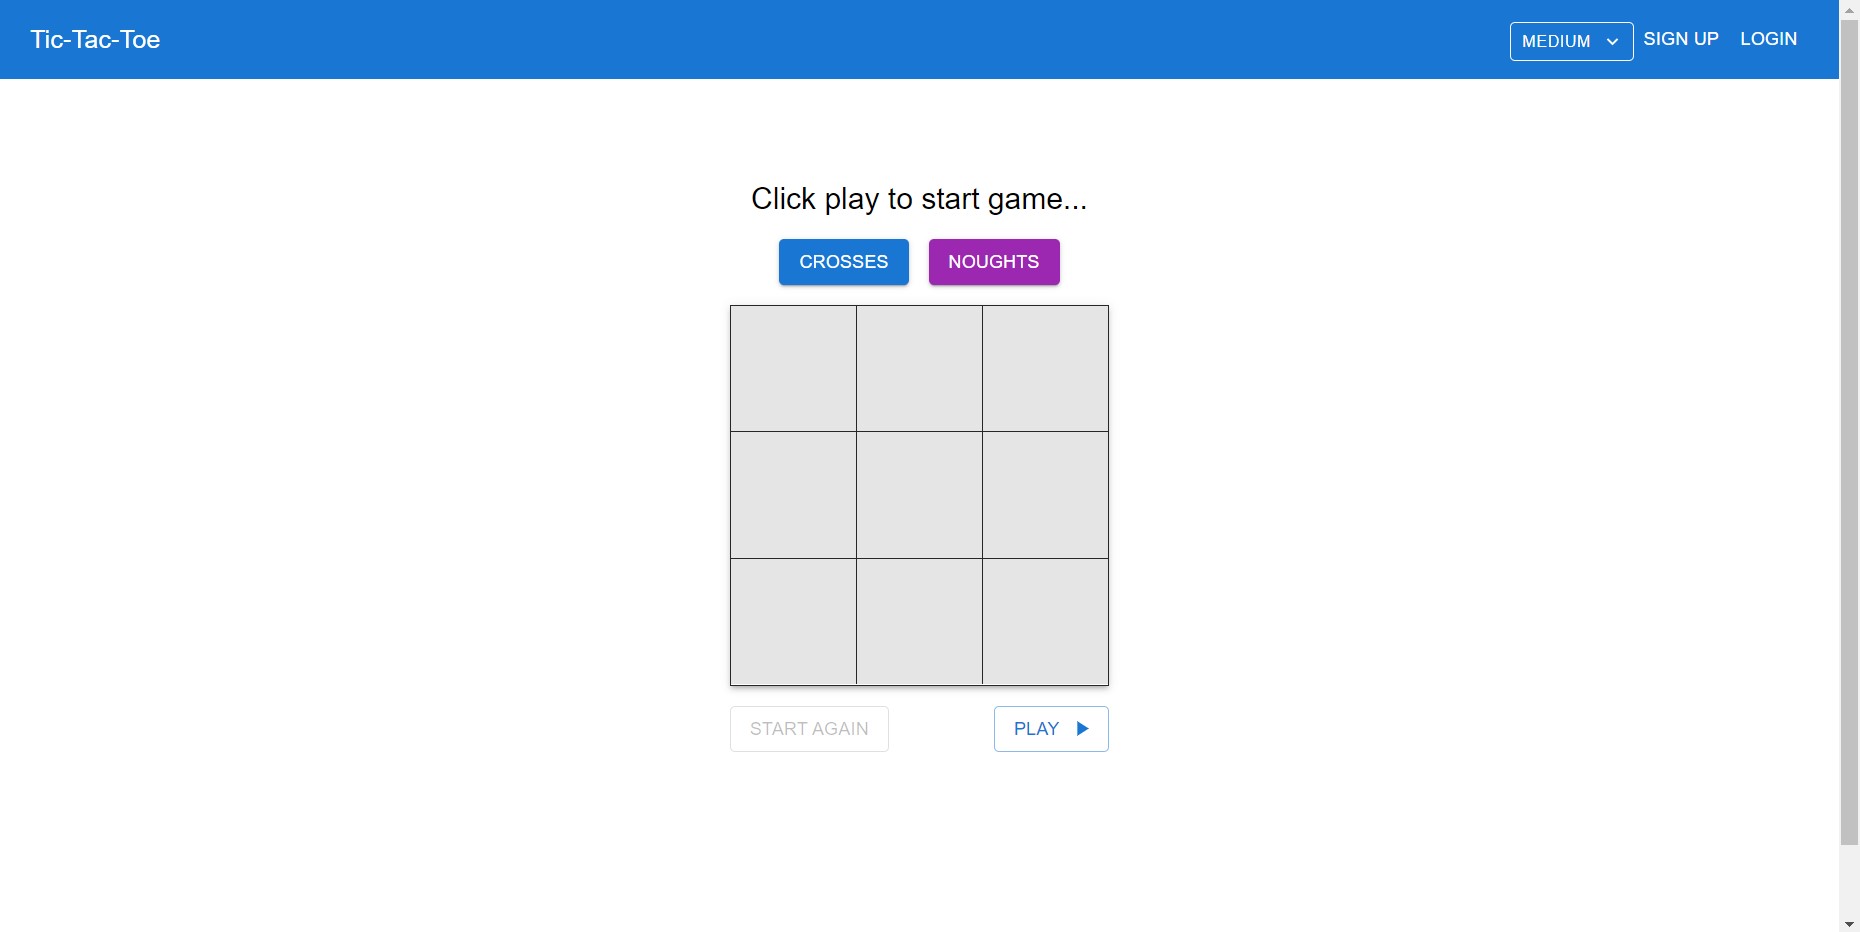 Tic-Tac-Toe
MEDIUM SIGN UP LOGIN
Click play to start game...
CROSSES NOUGHTS
START AGAIN PLAY